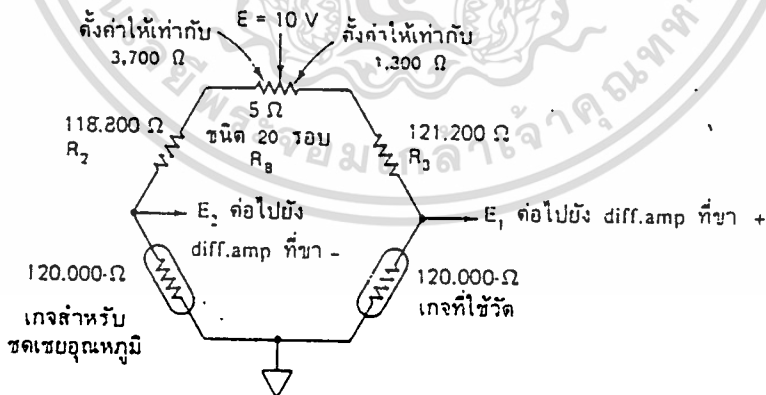 E = 10 V
ตั้งค่าให้เท่ากับ
3,700 Ω
ตั้งค่าให้เท่ากับ
1,300 Ω
5 Ω
ชนิด 20 รอบ
R8
118.800 Ω
R2
121.200 Ω
R3
E2 ต่อไปยัง
diff.amp ที่ขา -
E1 ต่อไปยัง diff.amp ที่ขา +
120.000-Ω
เกจสำหรับ
ชดเชยอุณหภูมิ
120.000-Ω
เกจที่ใช้วัด